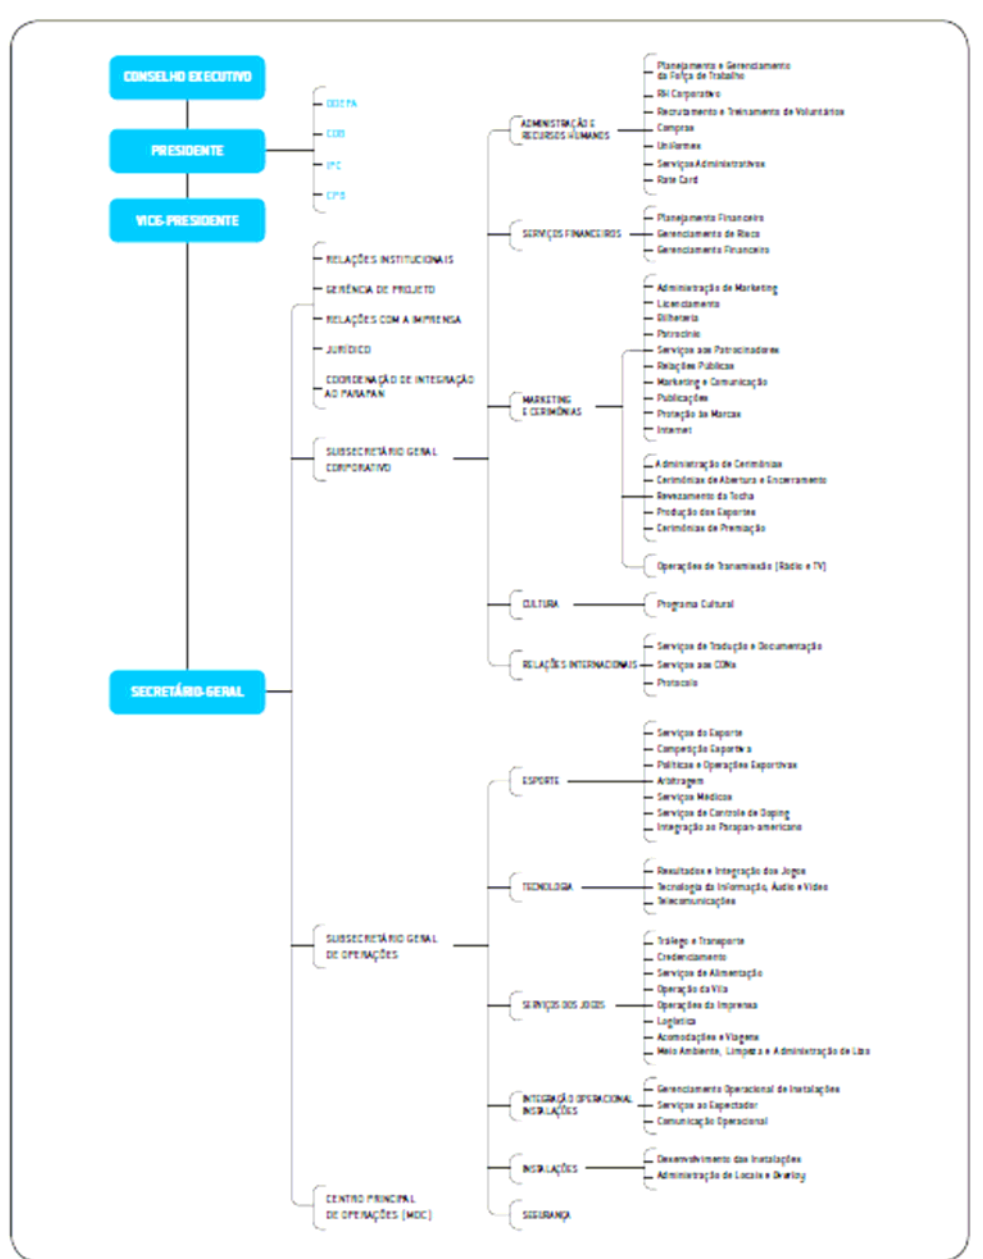 CONSELHO EXECUTIVO
PRESIDENTE
VICE-PRESIDENTE
SECRETÁRIO-GERAL
ODEPA
COB
IPC
CPB
RELAÇÕES INSTITUCIONAIS
GERÊNCIA DE PROJETO
RELAÇÕES COM A IMPRENSA
JURÍDICO
COORDENAÇÃO DE INTEGRAÇÃO
AO PARAPAN
SUBSECRETÁRIO GERAL
CORPORATIVO
ADMINISTRAÇÃO E
RECURSOS HUMANOS
Planejamento e Gerenciamento
da Força de Trabalho
RH Corporativo
Recrutamento e Treinamento de Voluntários
Compras
Uniformes
Serviços Administrativos
Rate Card
SERVIÇOS FINANCEIROS
Planejamento Financeiro
Gerenciamento de Risco
Gerenciamento Financeiro
MARKETING
E CERIMÔNIAS
Administração de Marketing
Licenciamento
Bilheteria
Patrocínio
Serviços aos Patrocinadores
Relações Públicas
Marketing e Comunicação
Publicações
Proteção às Marcas
Internet
Administração de Cerimônias
Cerimônias de Abertura e Encerramento
Revezamento da Tocha
Produção dos Esportes
Cerimônias de Premiação
Operações de Transmissão (Rádio e TV)
CULTURA
Programa Cultural
RELAÇÕES INTERNACIONAIS
Serviços de Tradução e Documentação
Serviços aos CONs
Protocolo
SUBSECRETÁRIO GERAL
DE OPERAÇÕES
ESPORTE
Serviços do Esporte
Competição Esportiva
Políticas e Operações Esportivas
Arbitragem
Serviços Médicos
Serviços de Controle de Doping
Integração ao Parapan-americano
TECNOLOGIA
Resultados e Integração dos Jogos
Tecnologia da Informação, Áudio e Vídeo
Telecomunicações
SERVIÇOS DOS JOGOS
Tráfego e Transporte
Credenciamento
Serviços de Alimentação
Operação da Vila
Operações da Imprensa
Logística
Acomodações e Viagens
Meio Ambiente, Limpeza e Administração de Lixo
INTEGRAÇÃO OPERACIONAL
INSTALAÇÕES
Gerenciamento Operacional de Instalações
Serviços ao Espectador
Comunicação Operacional
INSTALAÇÕES
Desenvolvimento das Instalações
Administração de Locais e Overlay
SEGURANÇA
CENTRO PRINCIPAL
DE OPERAÇÕES (MOC)